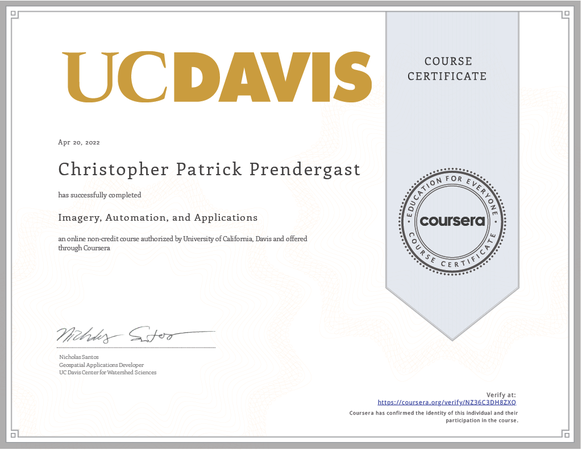 UCDAVIS
COURSE
CERTIFICATE
Apr 20, 2022
Christopher Patrick Prendergast
has successfully completed
Imagery, Automation, and Applications
an online non-credit course authorized by University of California, Davis and offered
through Coursera
EDUCATION FOR EVERYONE
coursera
COURSE CERTIFICATE
Nicholas Santos
Nicholas Santos
Geospatial Applications Developer
UC Davis Center for Watershed Sciences
Verify at:
https://coursera.org/verify/NZ36C3DH8ZXQ
Coursera has confirmed the identity of this individual and their
participation in the course.